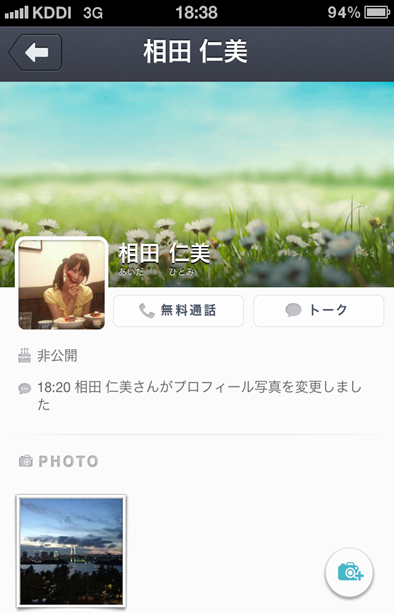 KDDI 3G 18:38 94%
相田 仁美
相田 仁美
あいだ ひとみ
無料通話 トーク
非公開
18:20 相田 仁美さんがプロフィール写真を変更しまし
た
PHOTO